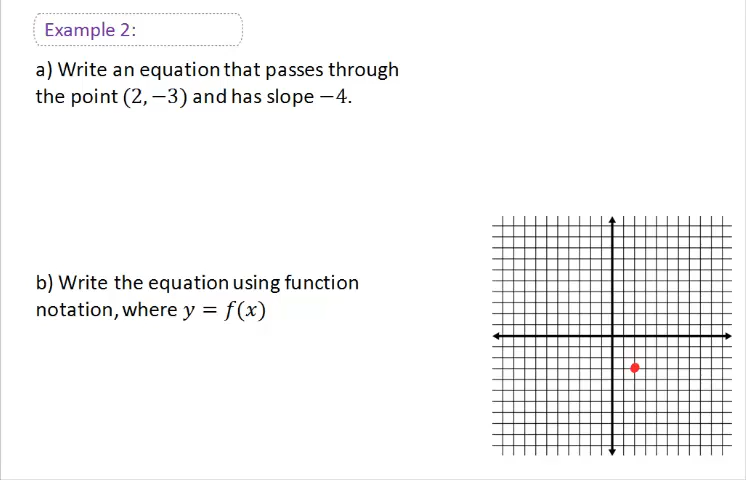 Example 2:
a) Write an equation that passes through
the point (2, −3) and has slope −4.
b) Write the equation using function
notation, where y = f(x)